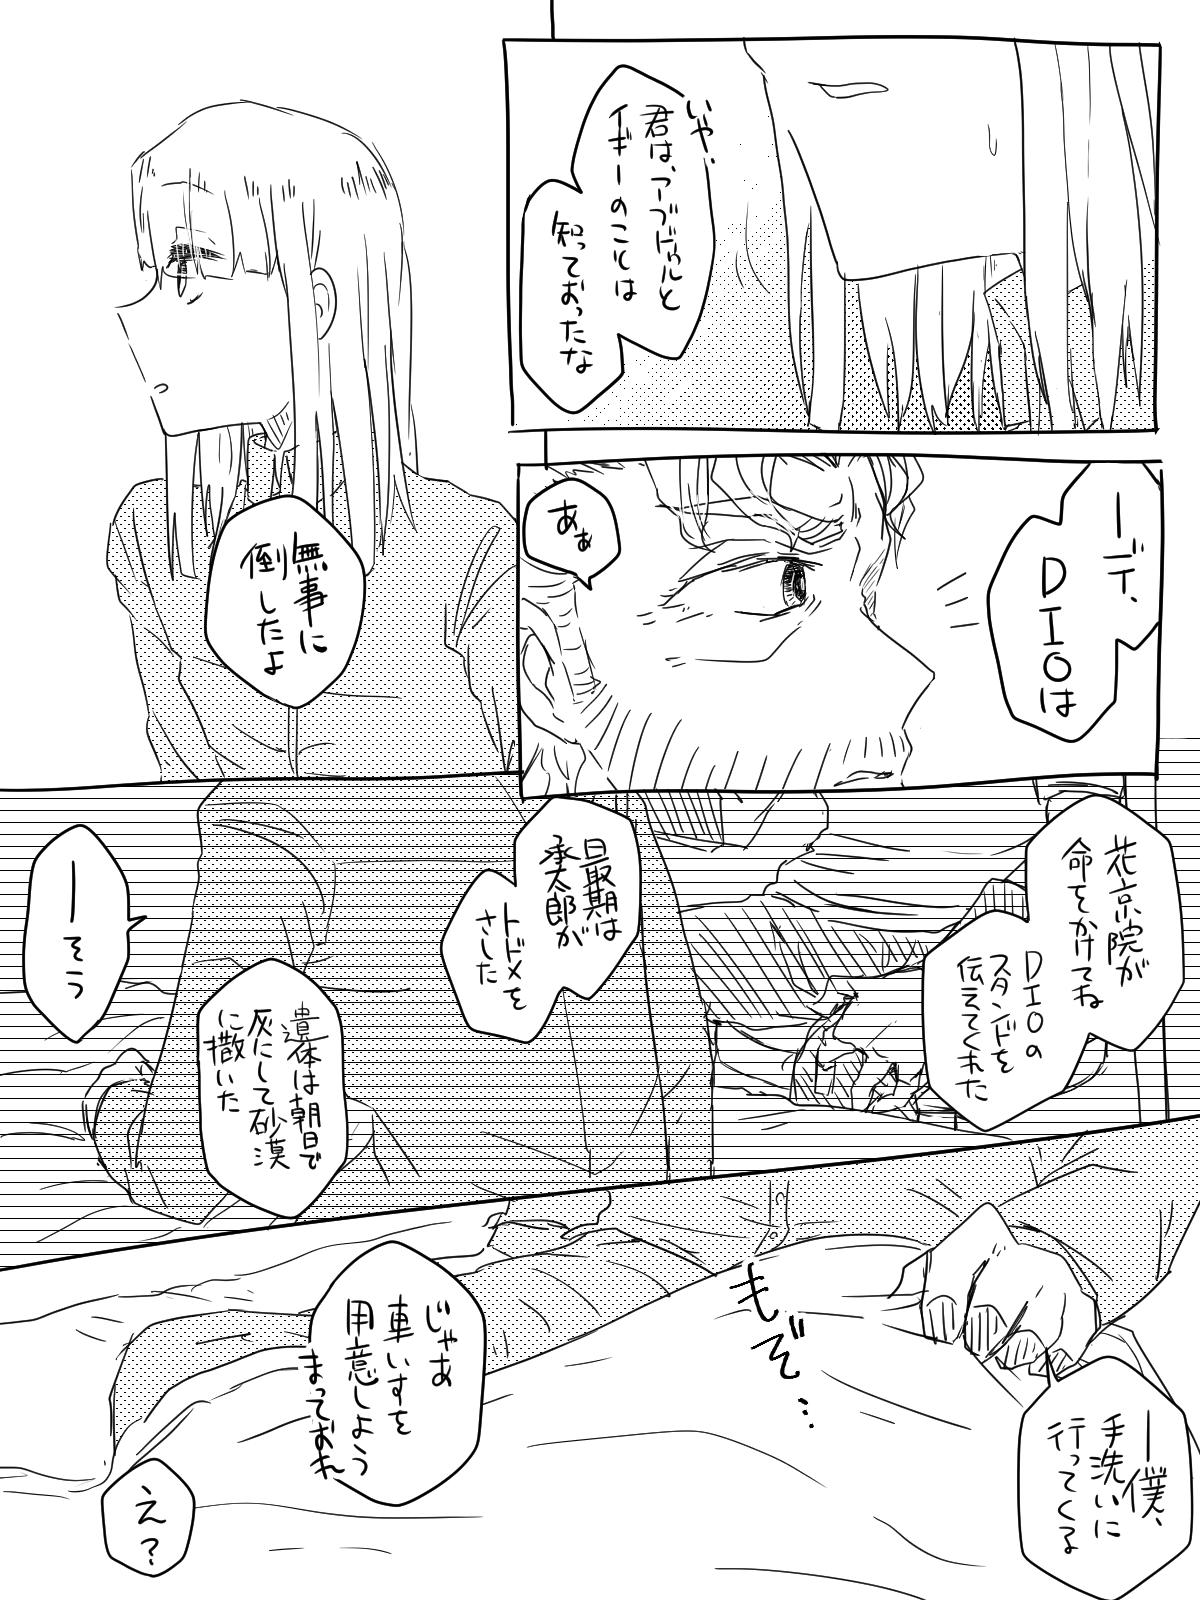 いや、
君は、アブドゥルと
イギーのことは
知っておったな
ーで、
DIOは
あぁ
無事に
倒したよ
花京院が
命をかけてね
DIOの
スタンドを
伝えてくれた
最期は
承太郎が
トドメを
さした
遺体は朝日で
灰にして砂漠
に撒いた
ーそう
ー僕、
手洗いに
行ってくる
もぞ…
じゃあ
車いすを
用意しよう
まっておれ
え?